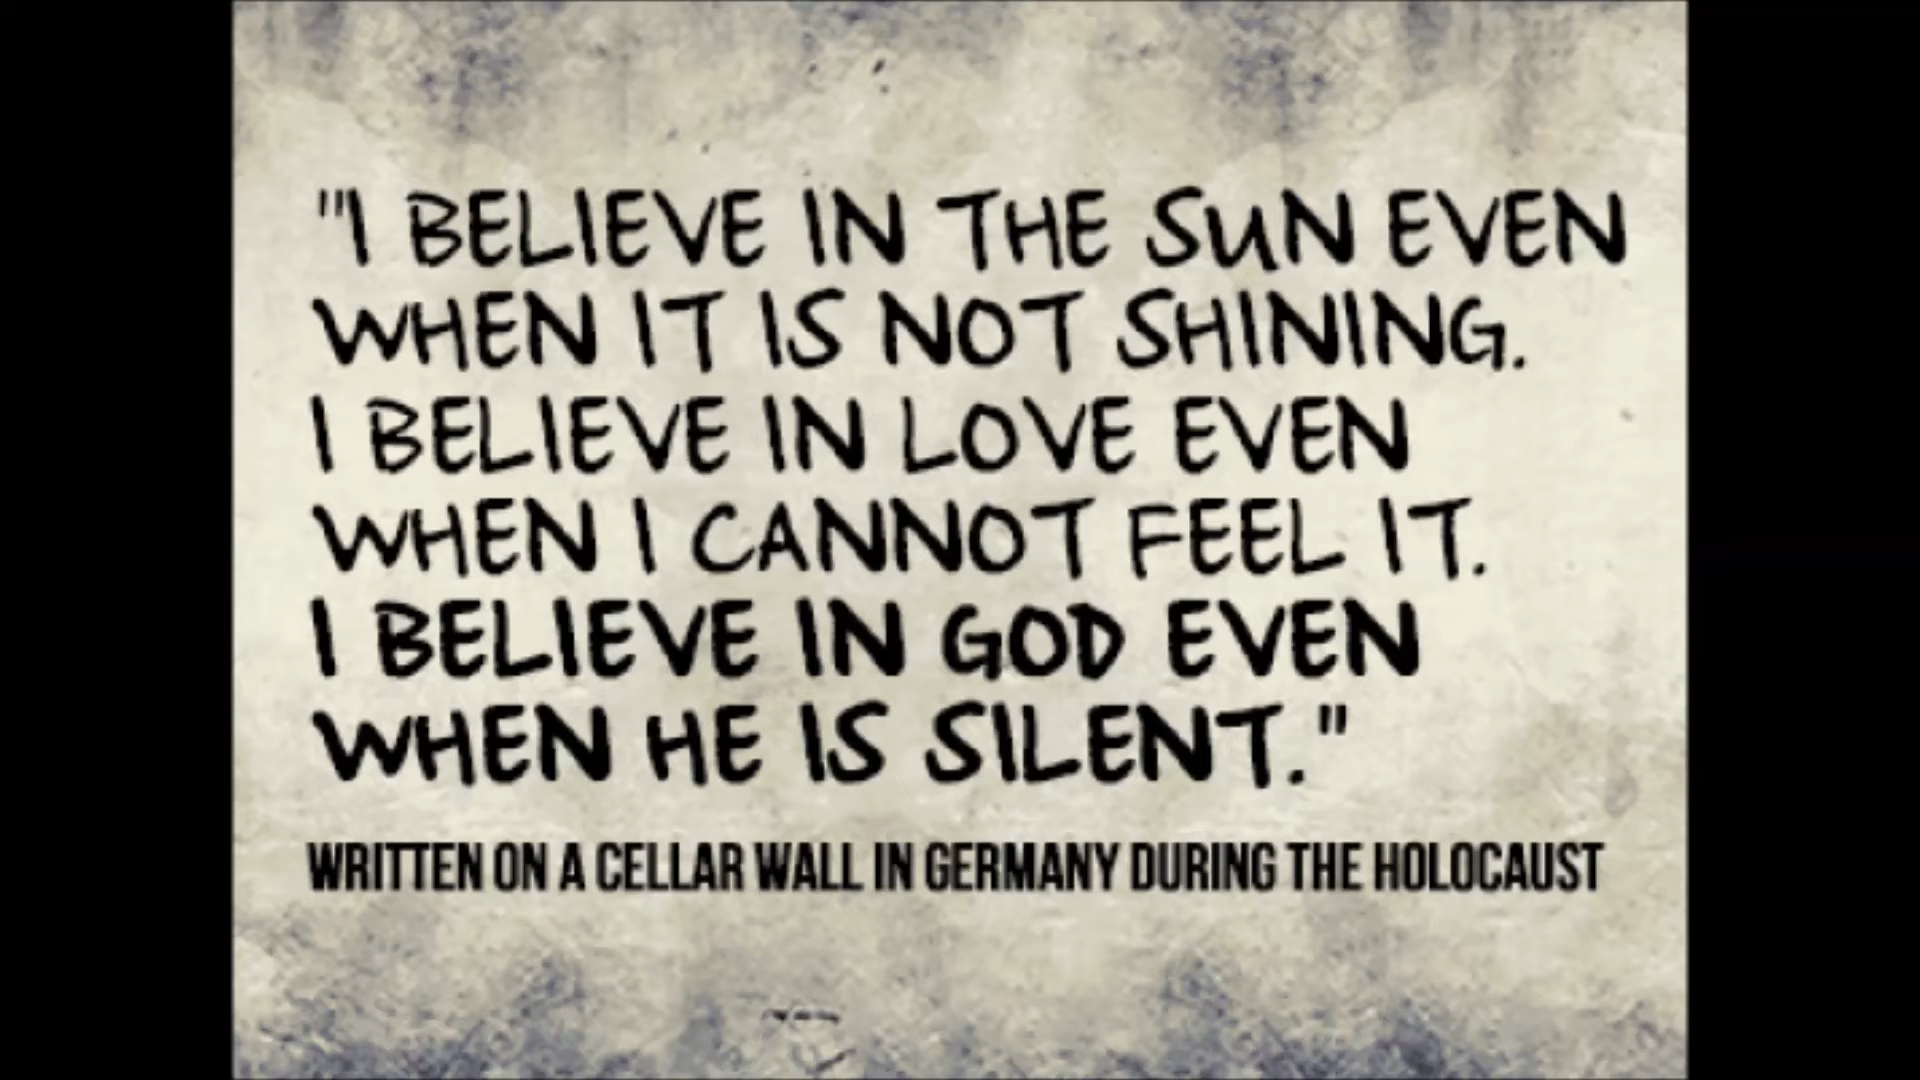 "I BELIEVE IN THE SUN EVEN
WHEN IT IS NOT SHINING.
I BELIEVE IN LOVE EVEN
WHEN I CANNOT FEEL IT.
I BELIEVE IN GOD EVEN
WHEN HE IS SILENT."
WRITTEN ON A CELLAR WALL IN GERMANY DURING THE HOLOCAUST